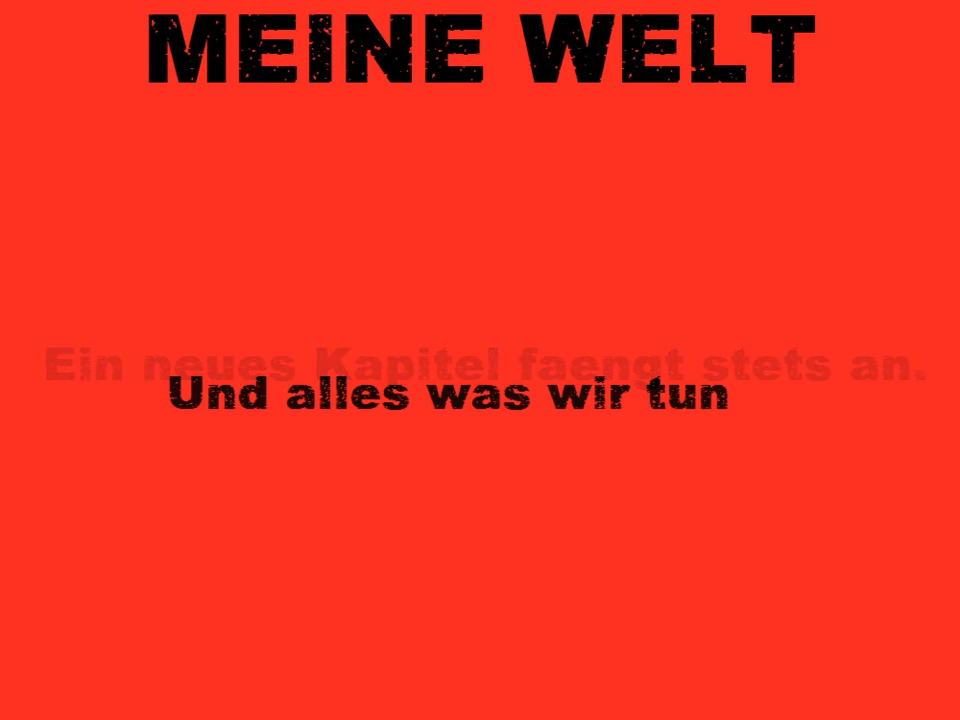 MEINE WELT
Ein neues Kapitel faengt stets an.
Und alles was wir tun